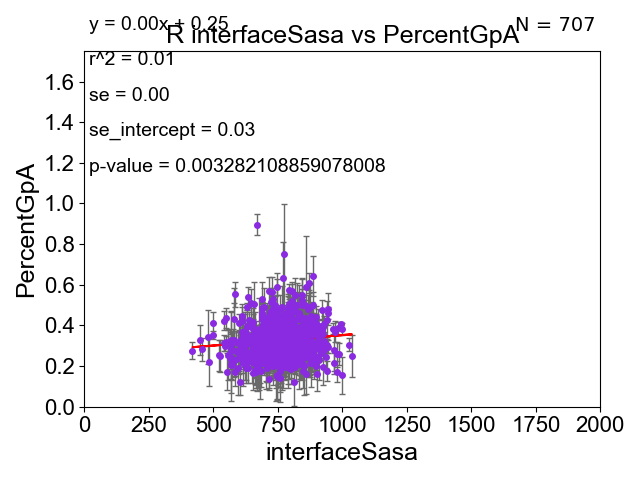 y = 0.00x + 0.25
N = 707
R interfaceSasa vs PercentGpA
r^2 = 0.01
se = 0.00
se_intercept = 0.03
p-value = 0.003282108859078008
PercentGpA
1.6
1.4
1.2
1.0
0.8
0.6
0.4
0.2
0.0
0 250 500 750 1000 1250 1500 1750 2000
interfaceSasa